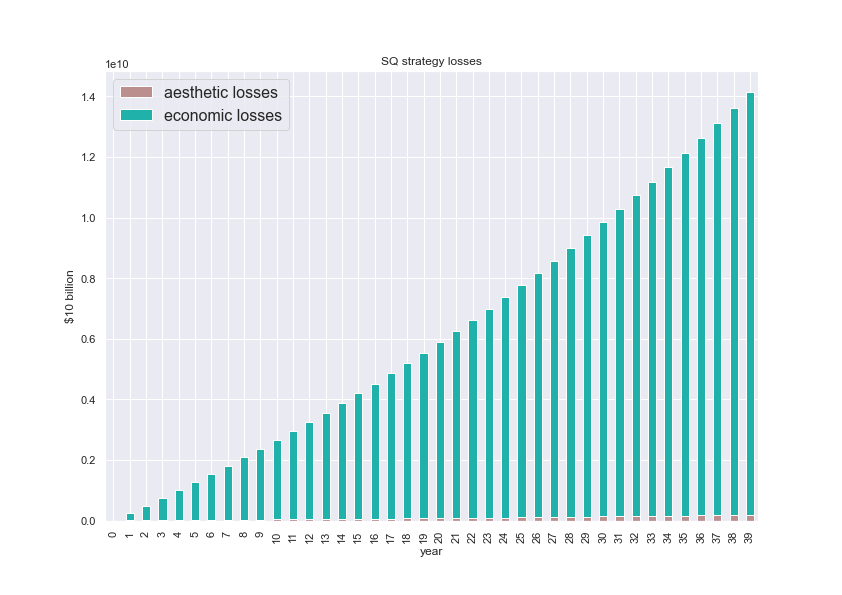 SQ strategy losses
1e10
aesthetic losses
economic losses
1.4
1.2
1.0
0.8
0.6
0.4
0.2
0.0
$10 billion
0 1 2 3 4 5 6 7 8 9 10 11 12 13 14 15 16 17 18 19 20 21 22 23 24 25 26 27 28 29 30 31 32 33 34 35 36 37 38 39
year